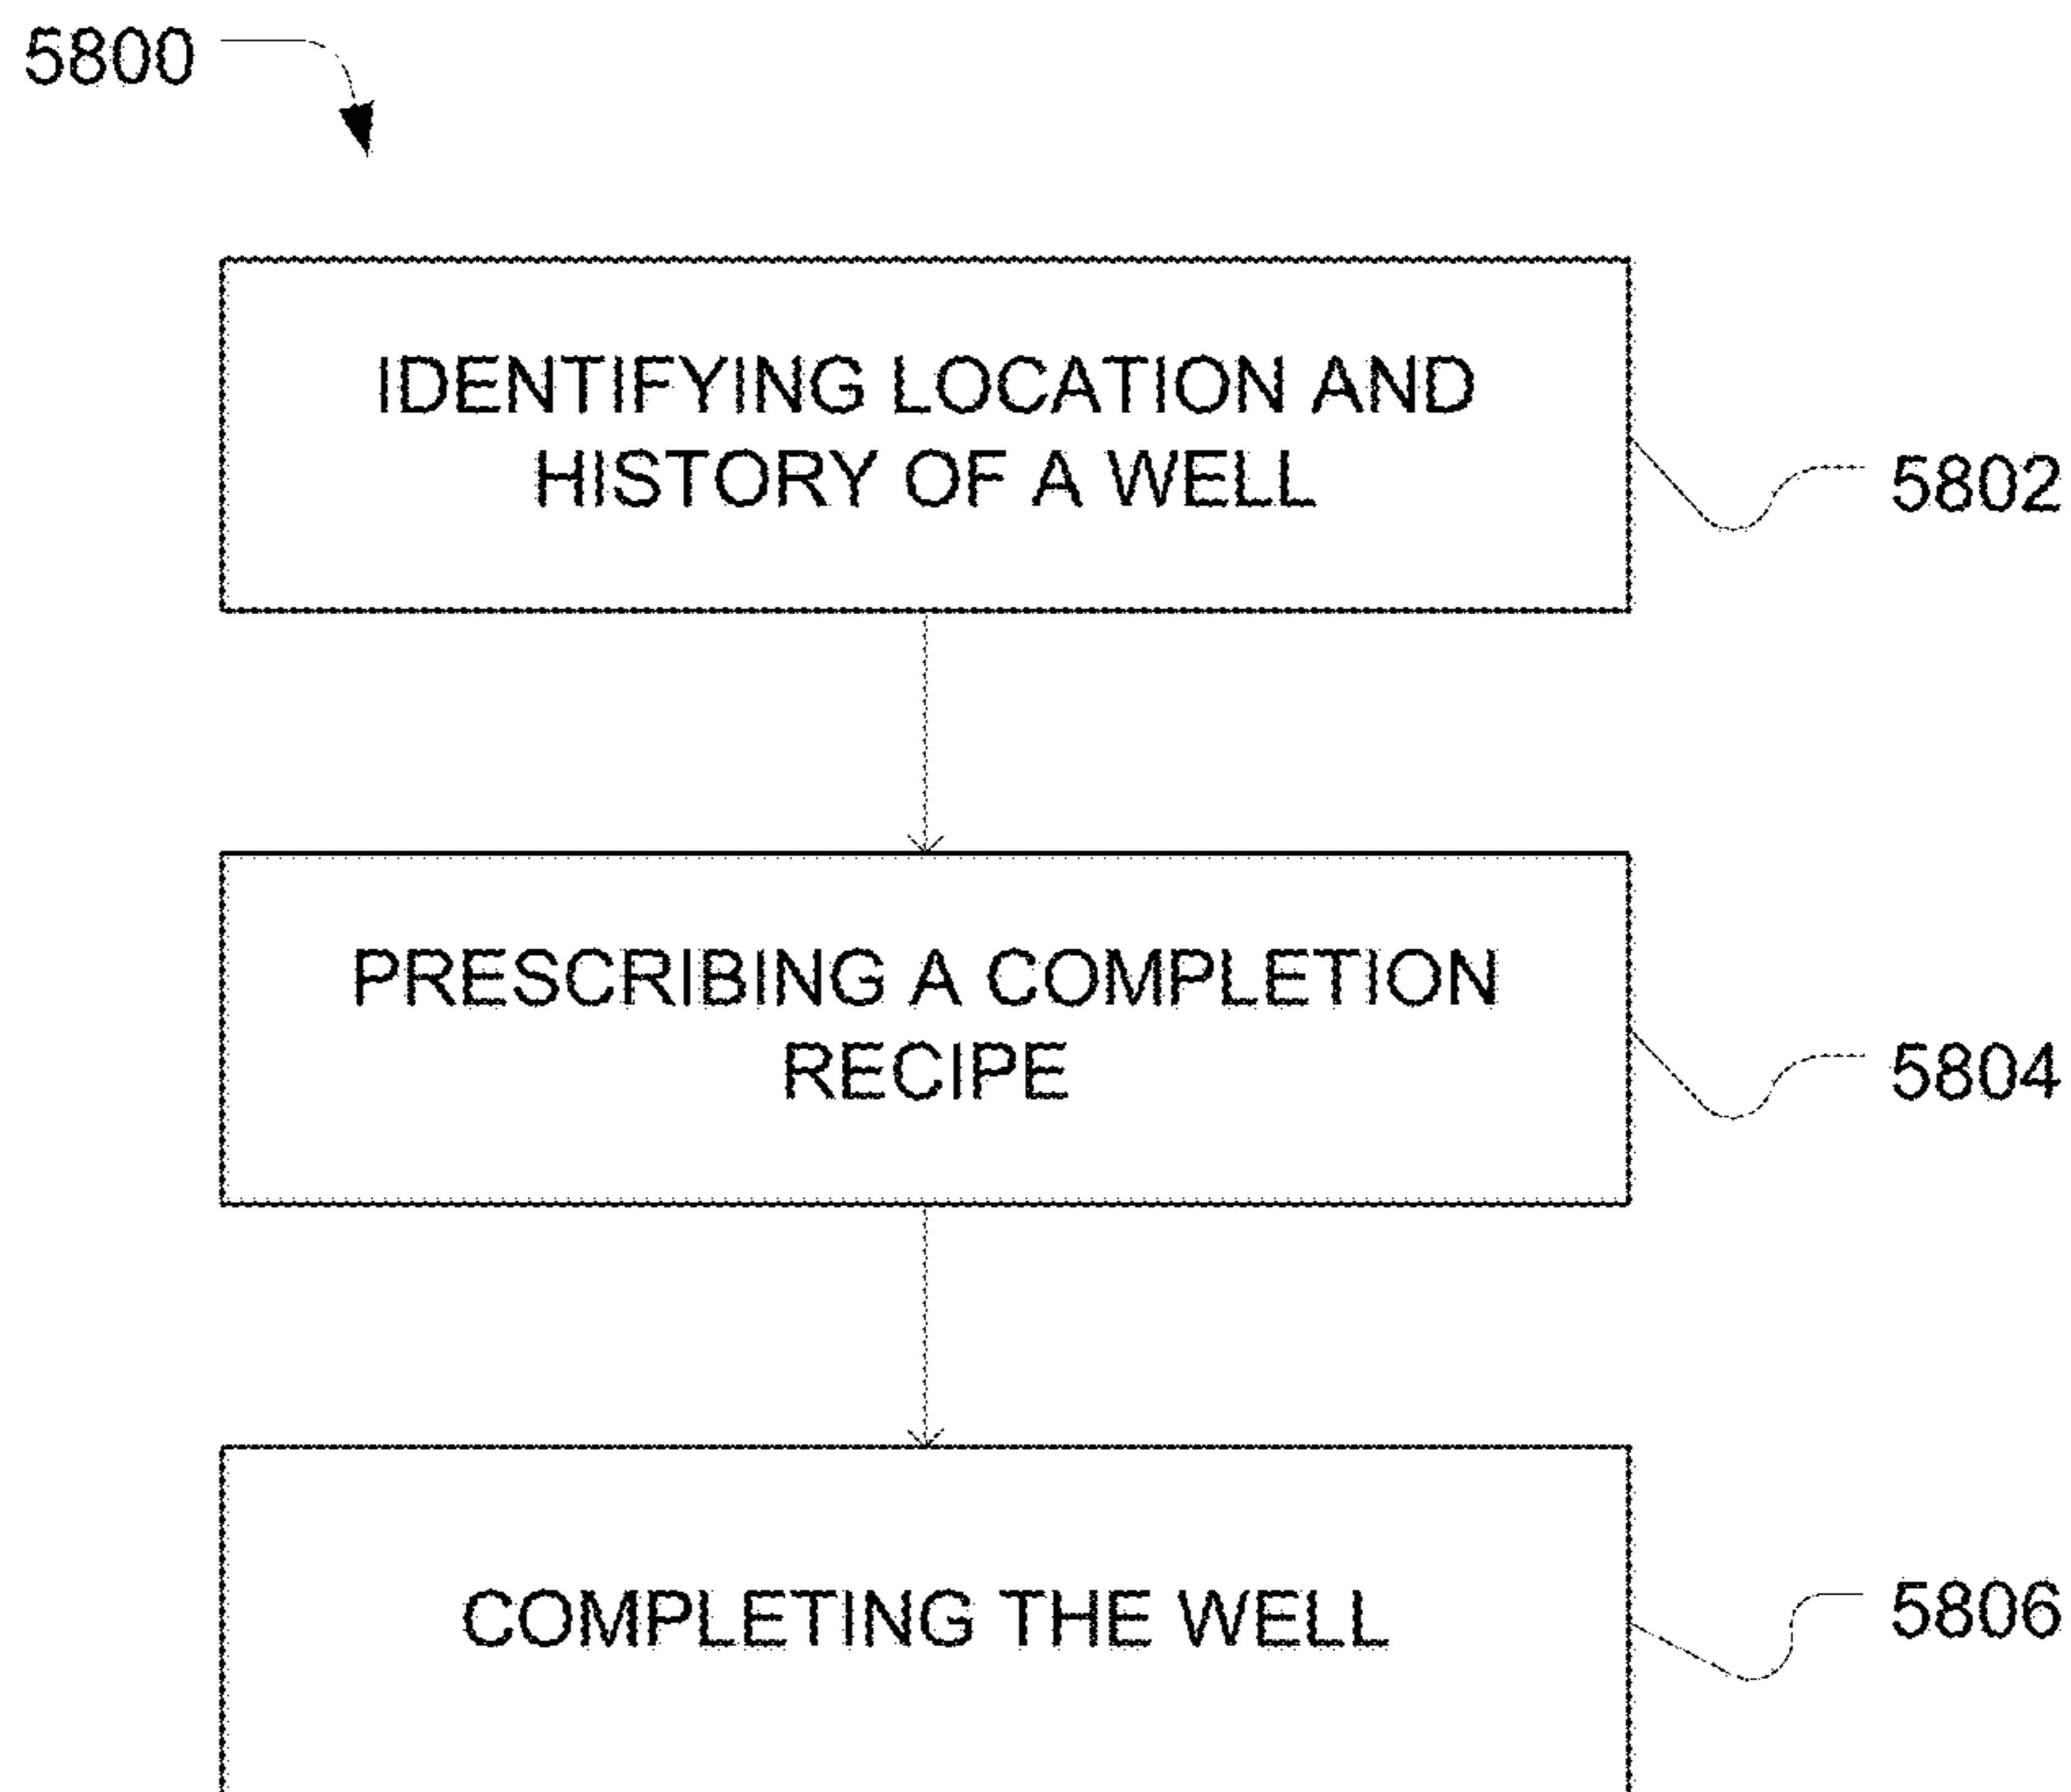 5800
IDENTIFYING LOCATION AND
HISTORY OF A WELL
5802
PRESCRIBING A COMPLETION
RECIPE
5804
COMPLETING THE WELL
5806